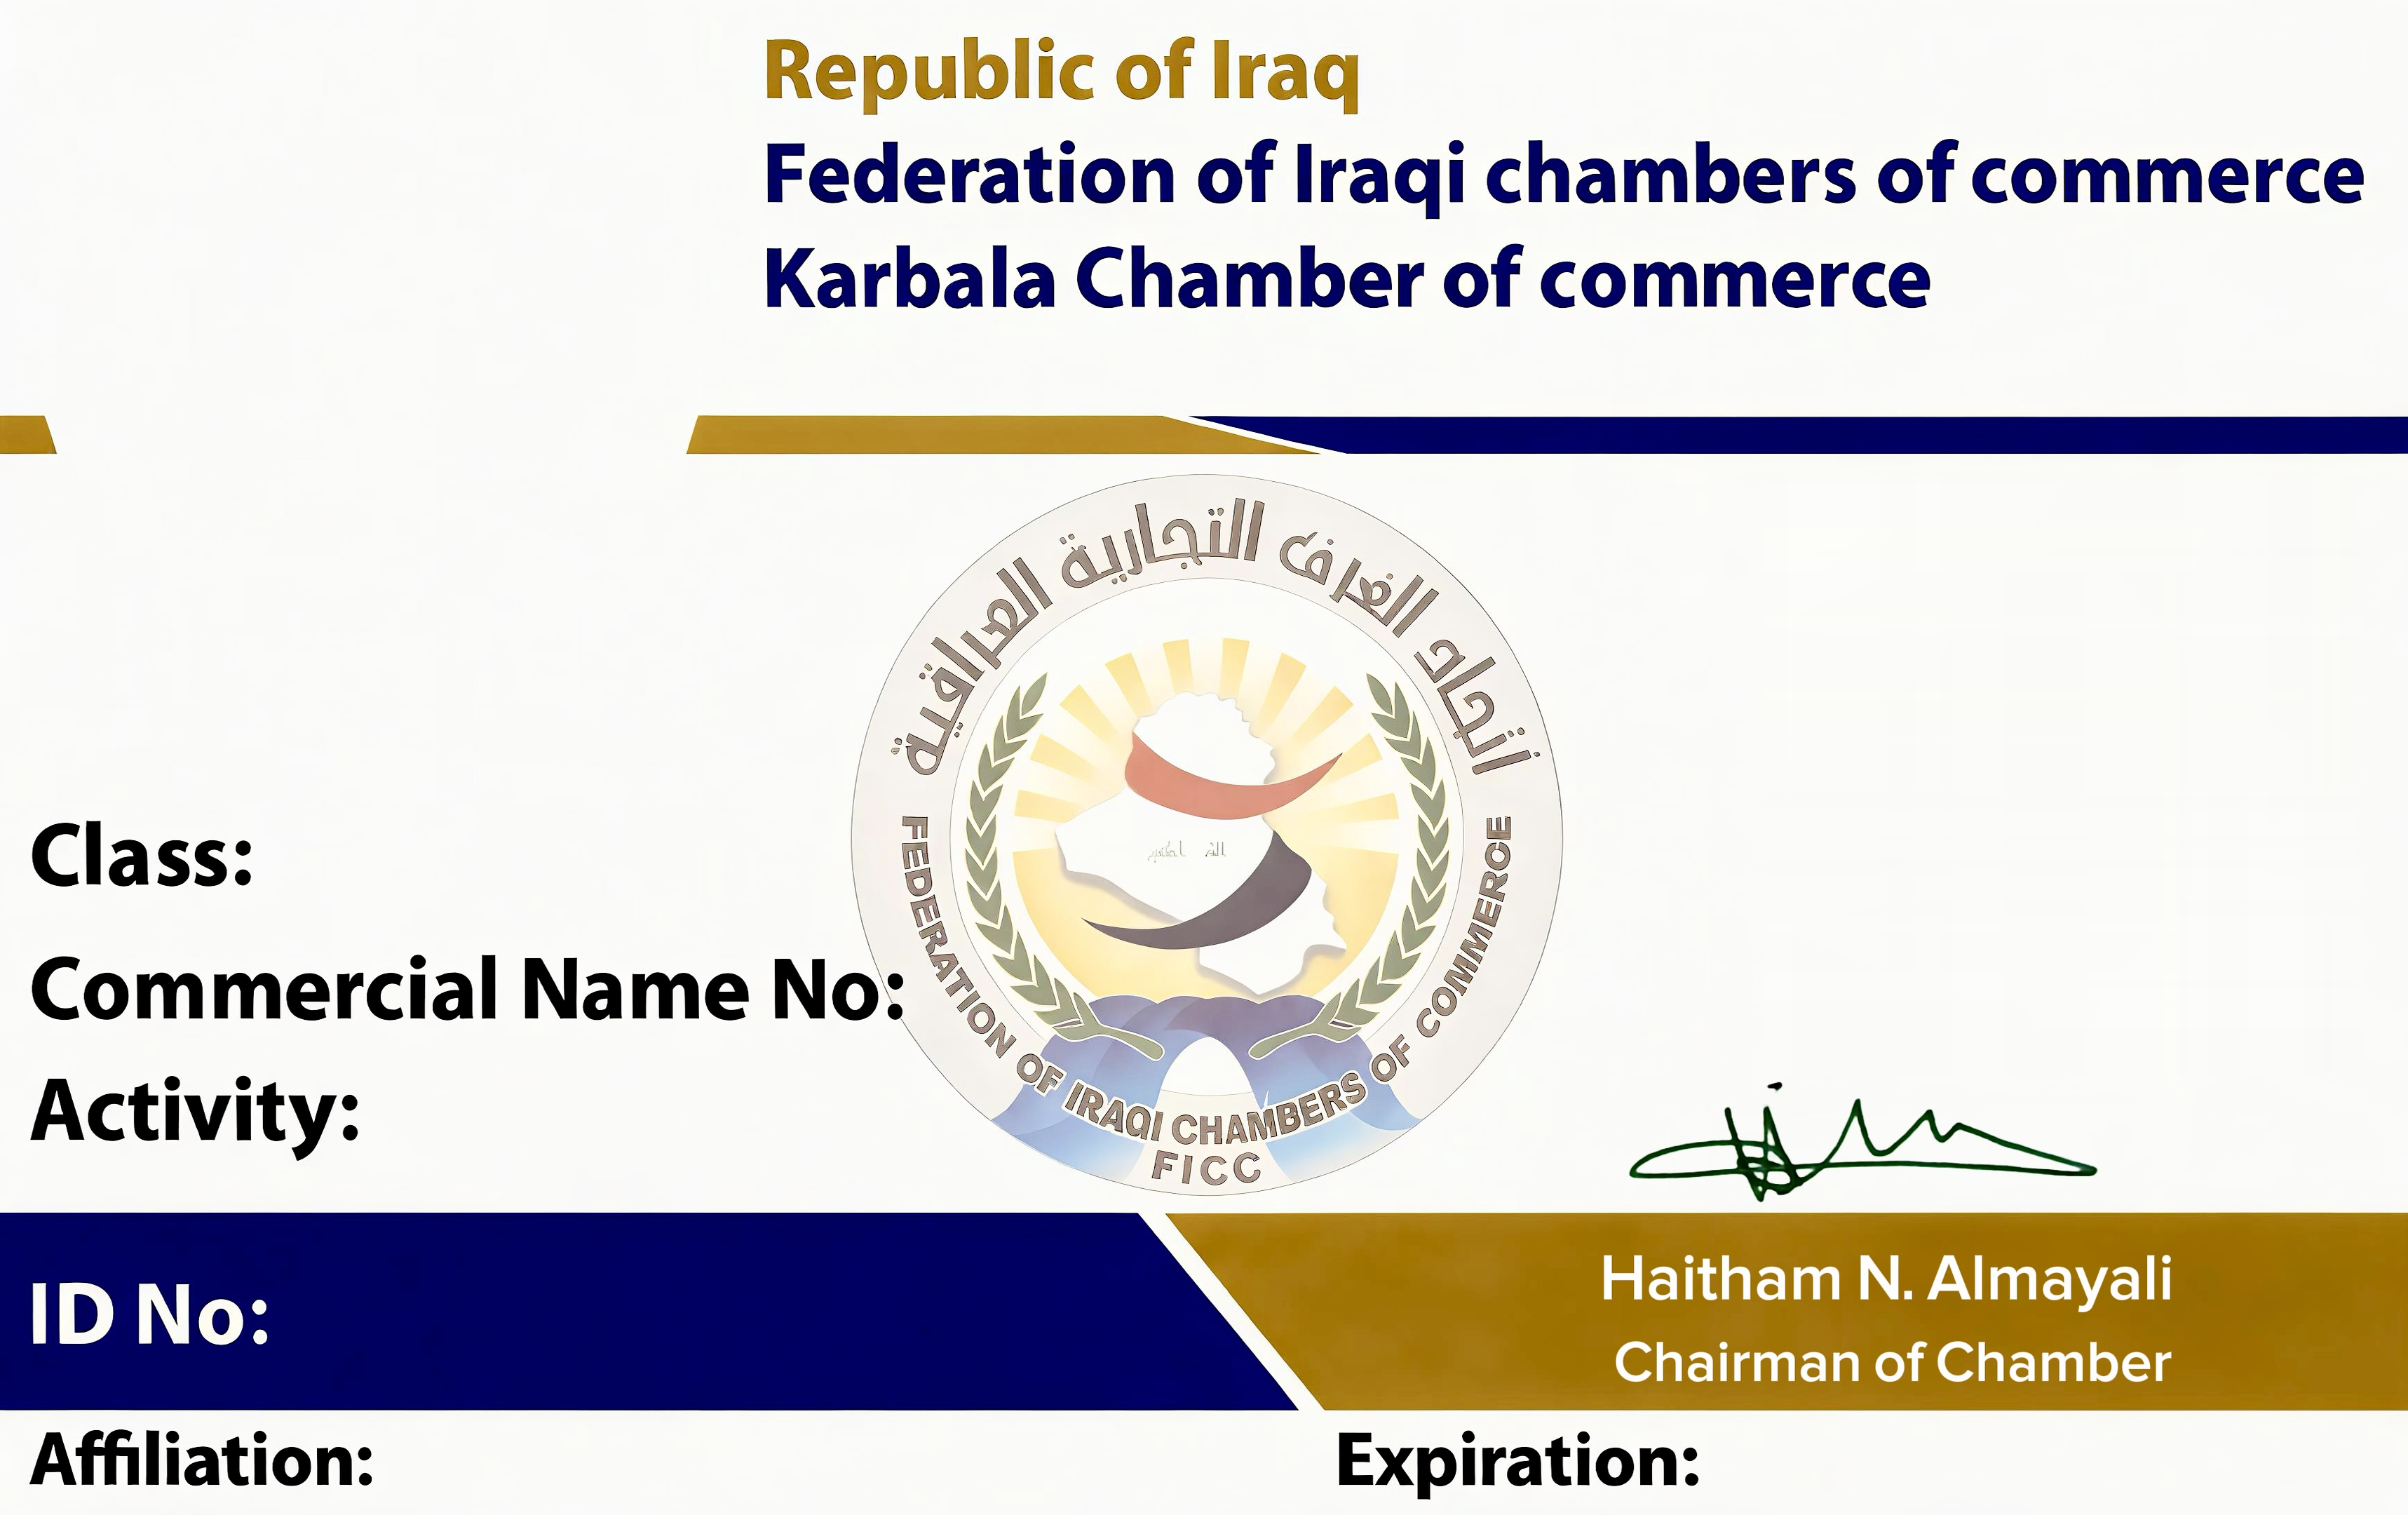 Republic of Iraq
Federation of Iraqi chambers of commerce
Karbala Chamber of commerce
اتحاد الغرف التجارية العراقية
FEDERATION OF IRAQI CHAMBERS OF COMMERCE
FICC
Class:
Commercial Name No:
Activity:
ID No:
Haitham N. Almayali
Chairman of Chamber
Affiliation:
Expiration: